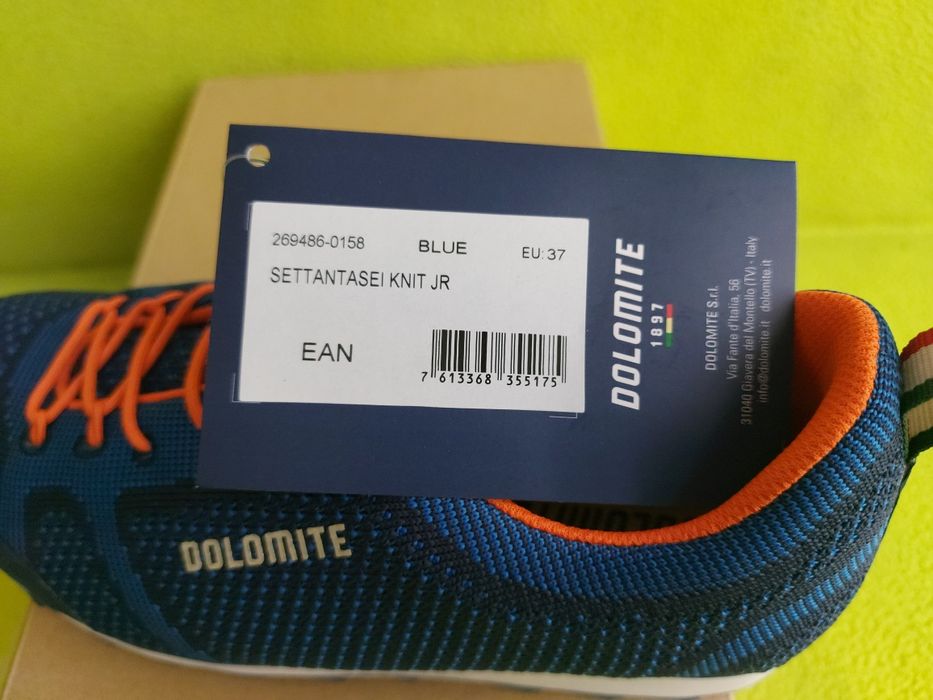 269486-0158 BLUE EU: 37
SETTANTASEI KNIT JR
EAN
7 613368 355175
DOLOMITE
1897
DOLOMITE S.r.l.
Via Fante d'Italia, 56
31040 Giavera del Montello (TV) - Italy
info@dolomite.it dolomite.it
DOLOMITE